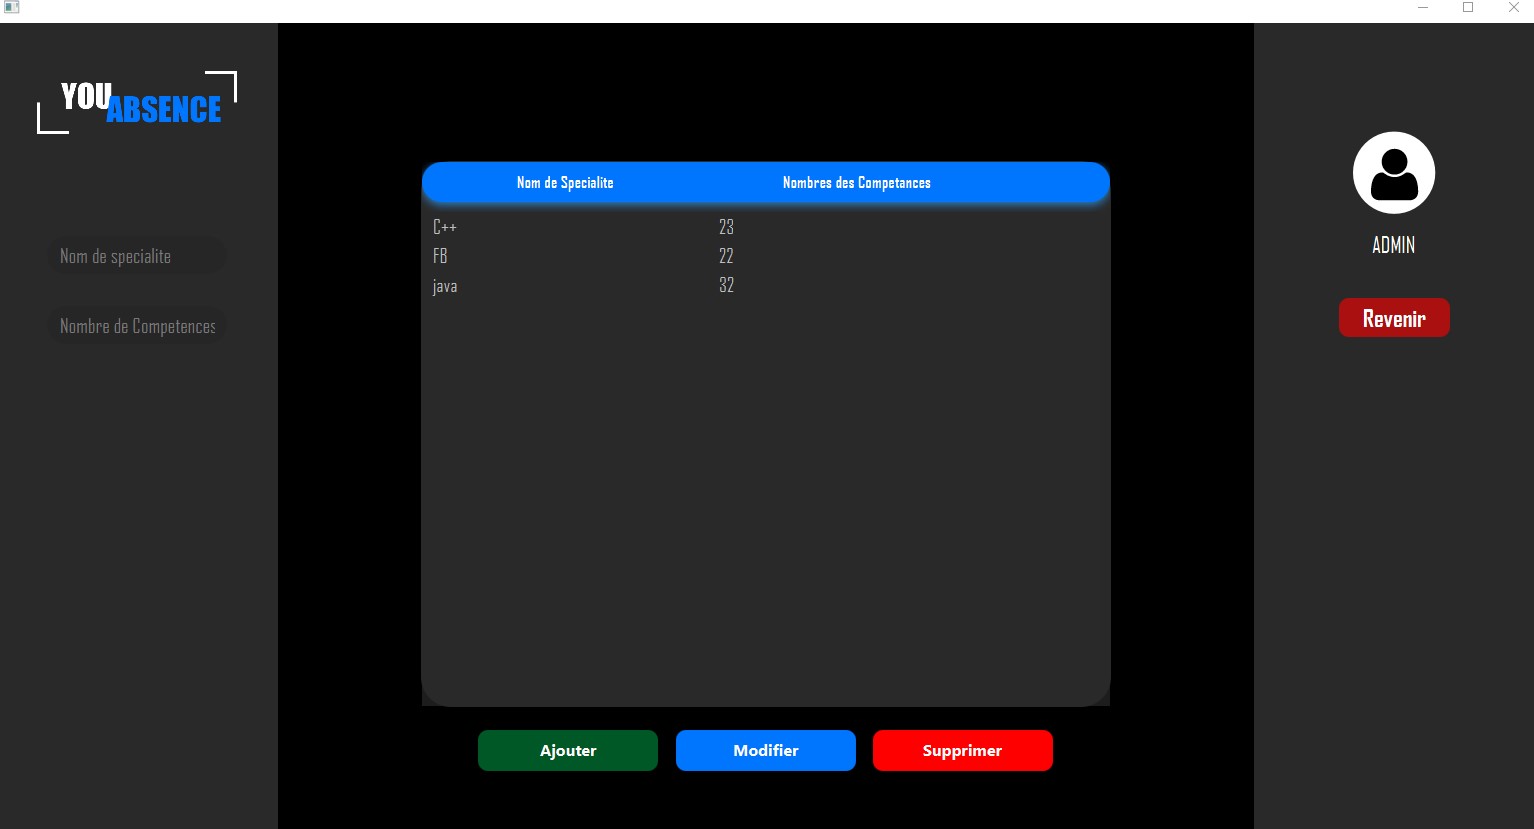 YOU
ABSENCE
Nom de specialite
Nombre de Competences
Nom de Specialite Nombres des Competances
C++ 23
FB 22
java 32
Ajouter Modifier Supprimer
ADMIN
Revenir